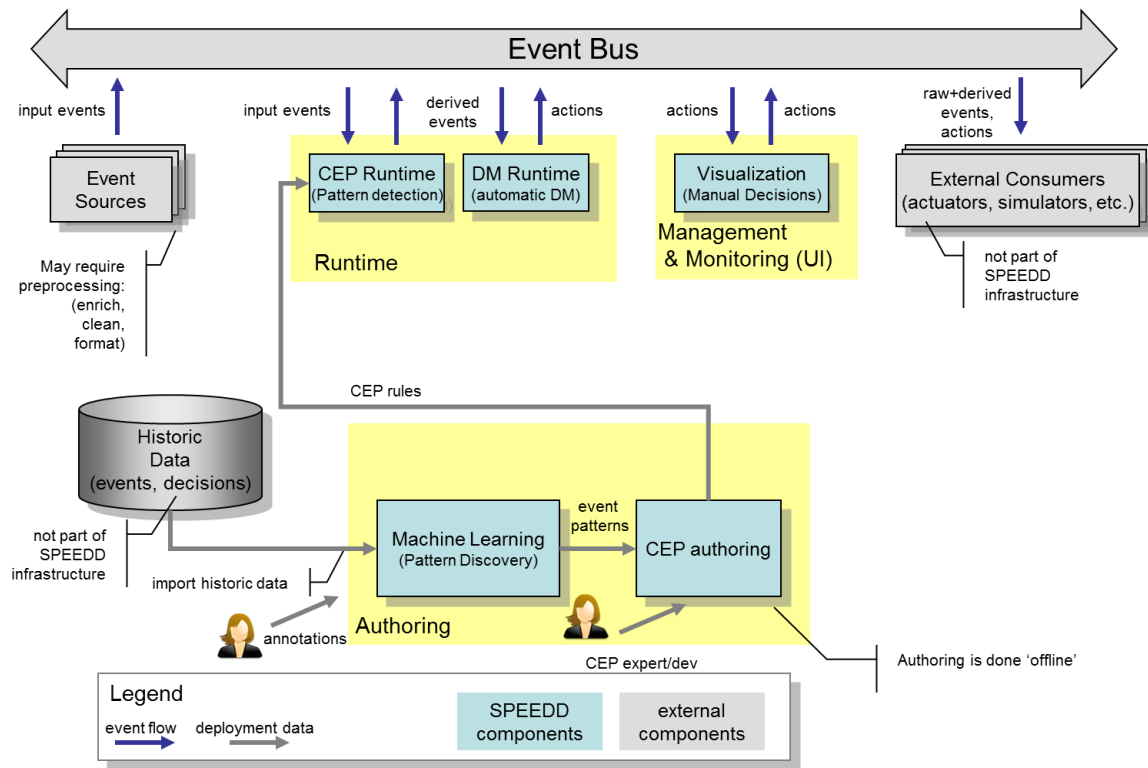 Event Bus
input events
input events
derived
events
actions
actions
actions
raw+derived
events,
actions
Event
Sources
CEP Runtime
(Pattern detection)
DM Runtime
(automatic DM)
Visualization
(Manual Decisions)
External Consumers
(actuators, simulators, etc.)
Runtime
Management
& Monitoring (UI)
May require
preprocessing:
(enrich,
clean,
format)
not part of
SPEEDD
infrastructure
CEP rules
Historic
Data
(events, decisions)
not part of
SPEEDD
infrastructure
import historic data
Machine Learning
(Pattern Discovery)
event
patterns
CEP authoring
annotations
Authoring
CEP expert/dev
Authoring is done ‘offline’
Legend
event flow
deployment data
SPEEDD
components
external
components